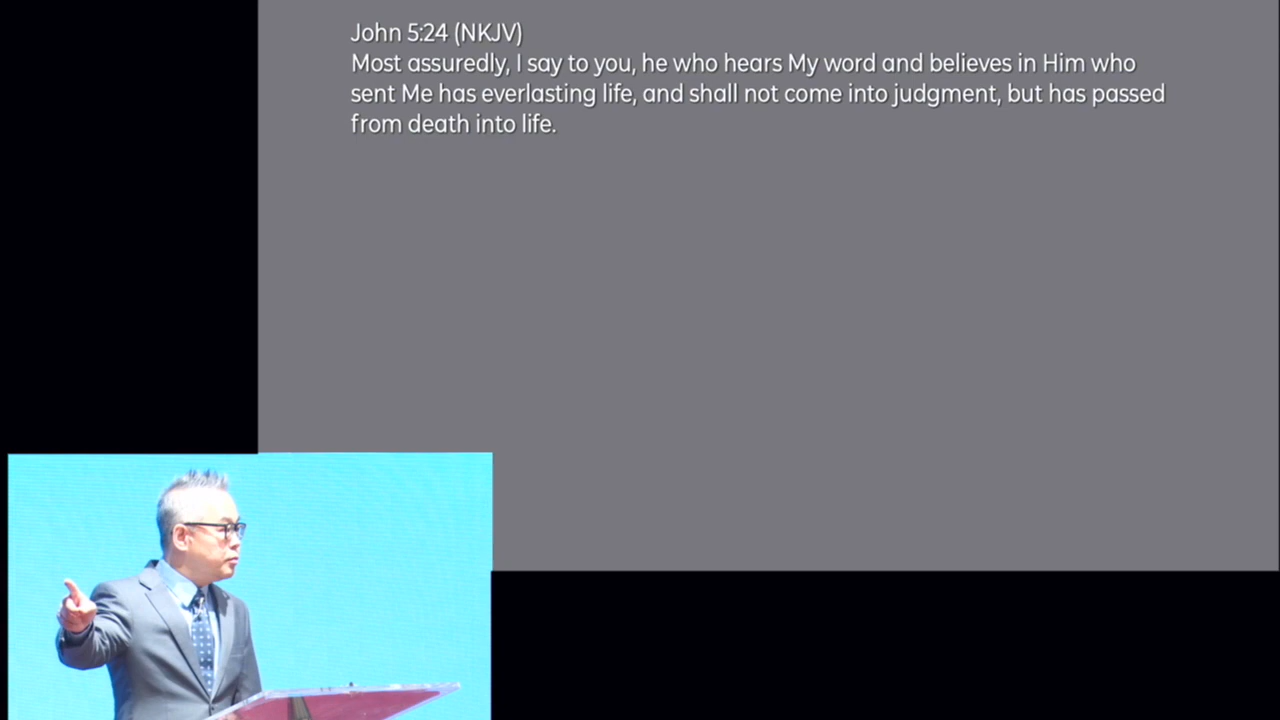 John 5:24 (NKJV)
Most assuredly, I say to you, he who hears My word and believes in Him who
sent Me has everlasting life, and shall not come into judgment, but has passed
from death into life.